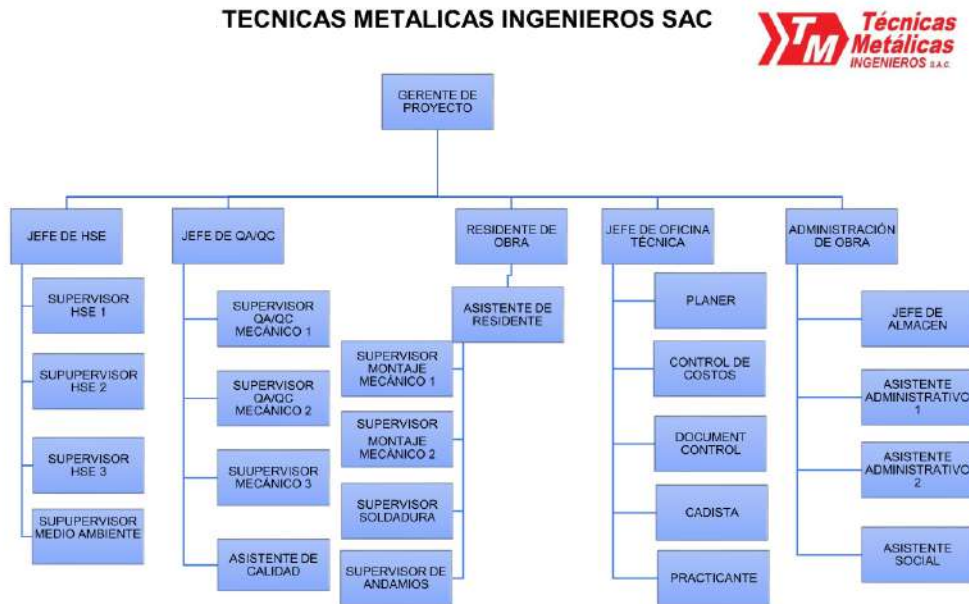 TECNICAS METALICAS INGENIEROS SAC
TM
Técnicas
Metálicas
INGENIEROS S.A.C.
GERENTE DE
PROYECTO
JEFE DE HSE
SUPERVISOR
HSE 1
SUPUPERVISOR
HSE 2
SUPERVISOR
HSE 3
SUPUPERVISOR
MEDIO AMBIENTE
JEFE DE QA/QC
SUPERVISOR
QA/QC
MECÁNICO 1
SUPERVISOR
QA/QC
MECÁNICO 2
SUUPERVISOR
MECÁNICO 3
ASISTENTE DE
CALIDAD
RESIDENTE DE
OBRA
ASISTENTE DE
RESIDENTE
SUPERVISOR
MONTAJE
MECÁNICO 1
SUPERVISOR
MONTAJE
MECÁNICO 2
SUPERVISOR
SOLDADURA
SUPERVISOR DE
ANDAMIOS
JEFE DE OFICINA
TÉCNICA
PLANER
CONTROL DE
COSTOS
DOCUMENT
CONTROL
CADISTA
PRACTICANTE
ADMINISTRACIÓN
DE OBRA
JEFE DE
ALMACEN
ASISTENTE
ADMINISTRATIVO
1
ASISTENTE
ADMINISTRATIVO
2
ASISTENTE
SOCIAL